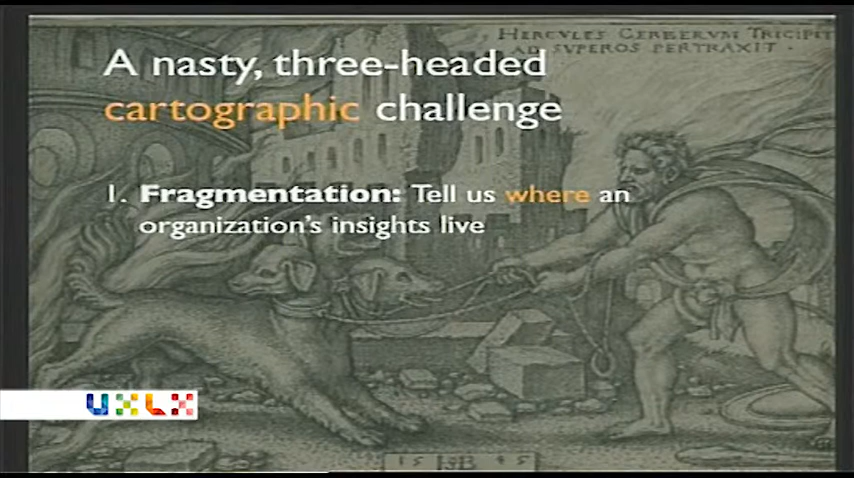 HERCVLES CERBERVM TRICIPIT
AD SVPEROS PERTRAXIT ·
A nasty, three-headed
cartographic challenge
1. Fragmentation: Tell us where an
organization's insights live
UXLX
15 HSB 45